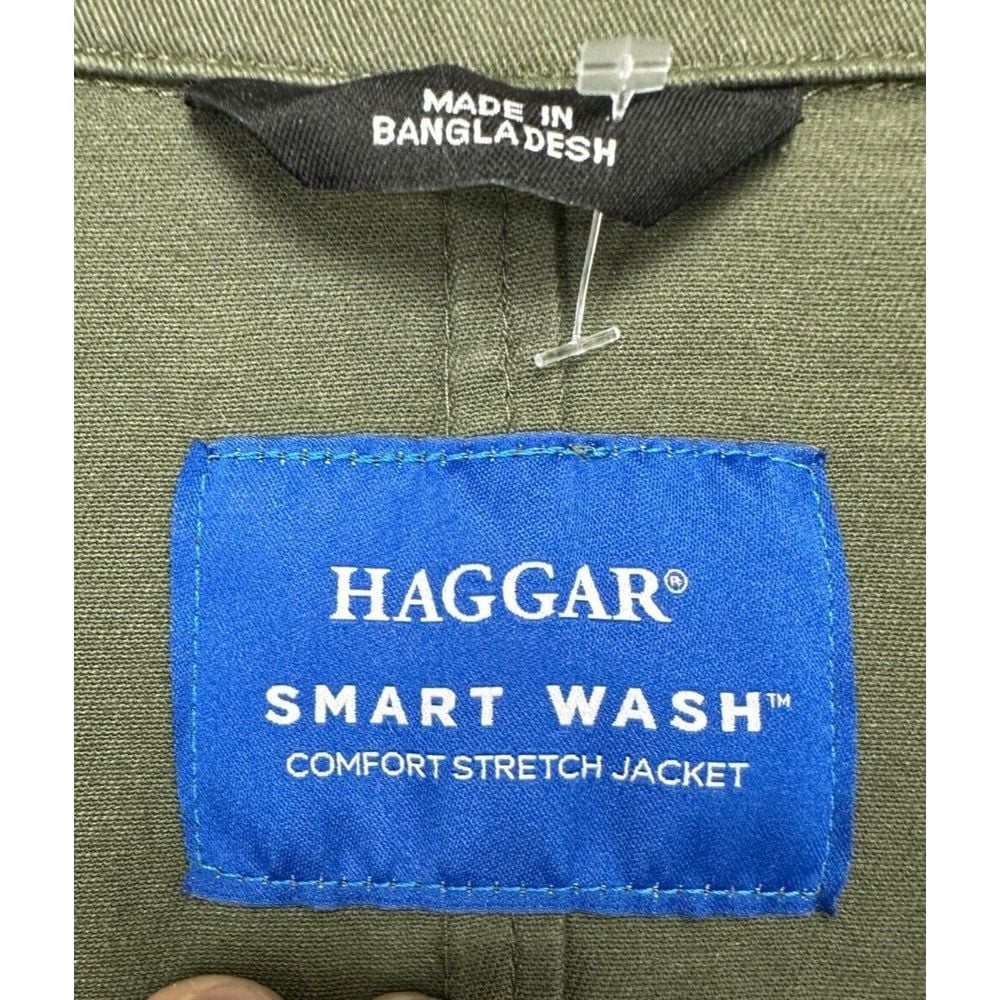 MADE IN
BANGLADESH
HAGGAR®
SMART WASH™
COMFORT STRETCH JACKET